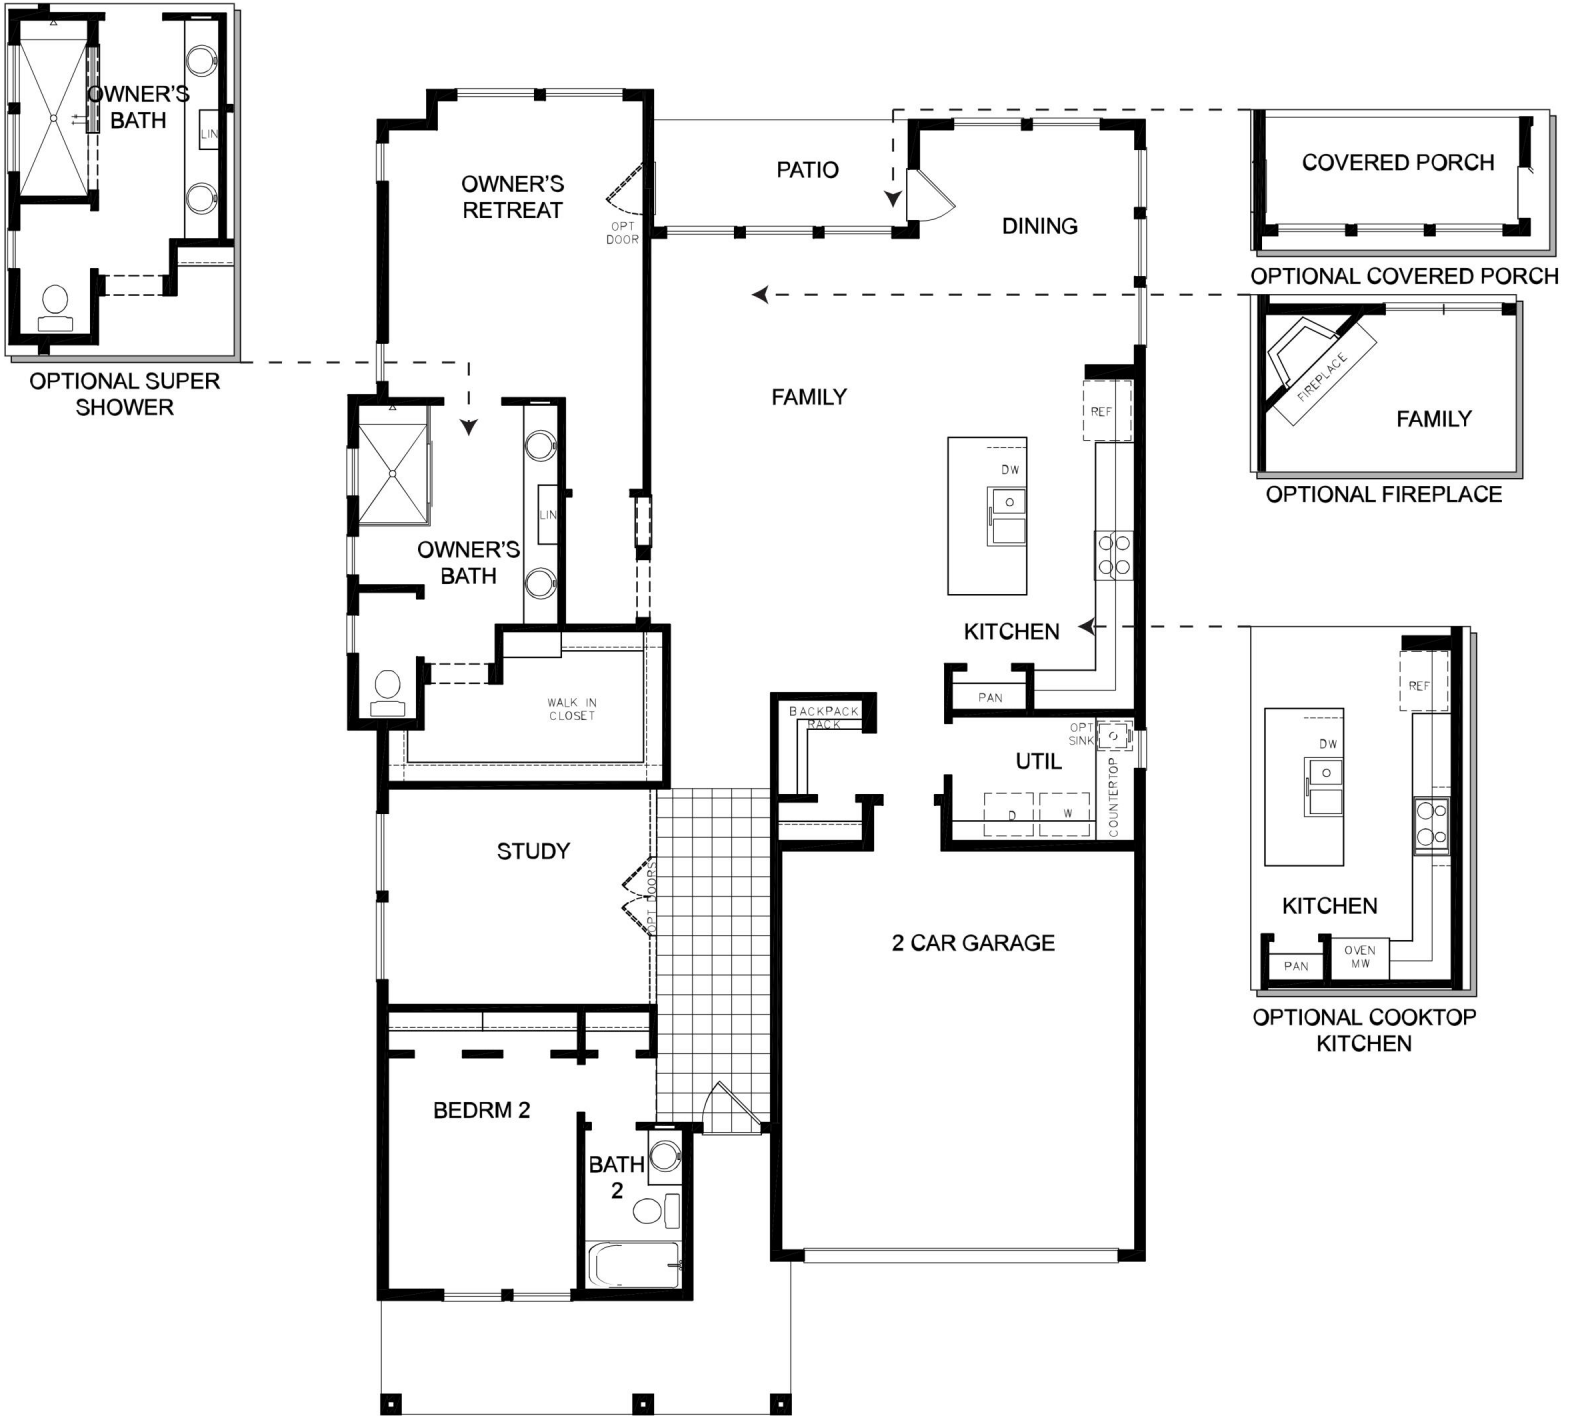 OWNER'S
BATH
LIN
OPTIONAL SUPER
SHOWER
OWNER'S
RETREAT
OPT
DOOR
PATIO
DINING
COVERED PORCH
OPTIONAL COVERED PORCH
FIREPLACE
FAMILY
OPTIONAL FIREPLACE
FAMILY
REF
DW
LIN
OWNER'S
BATH
KITCHEN
PAN
WALK IN
CLOSET
BACKPACK
RACK
OPT
SINK
UTIL
COUNTERTOP
D
W
REF
DW
KITCHEN
PAN
OVEN
MW
OPTIONAL COOKTOP
KITCHEN
STUDY
OPT DOORS
2 CAR GARAGE
BEDRM 2
BATH
2